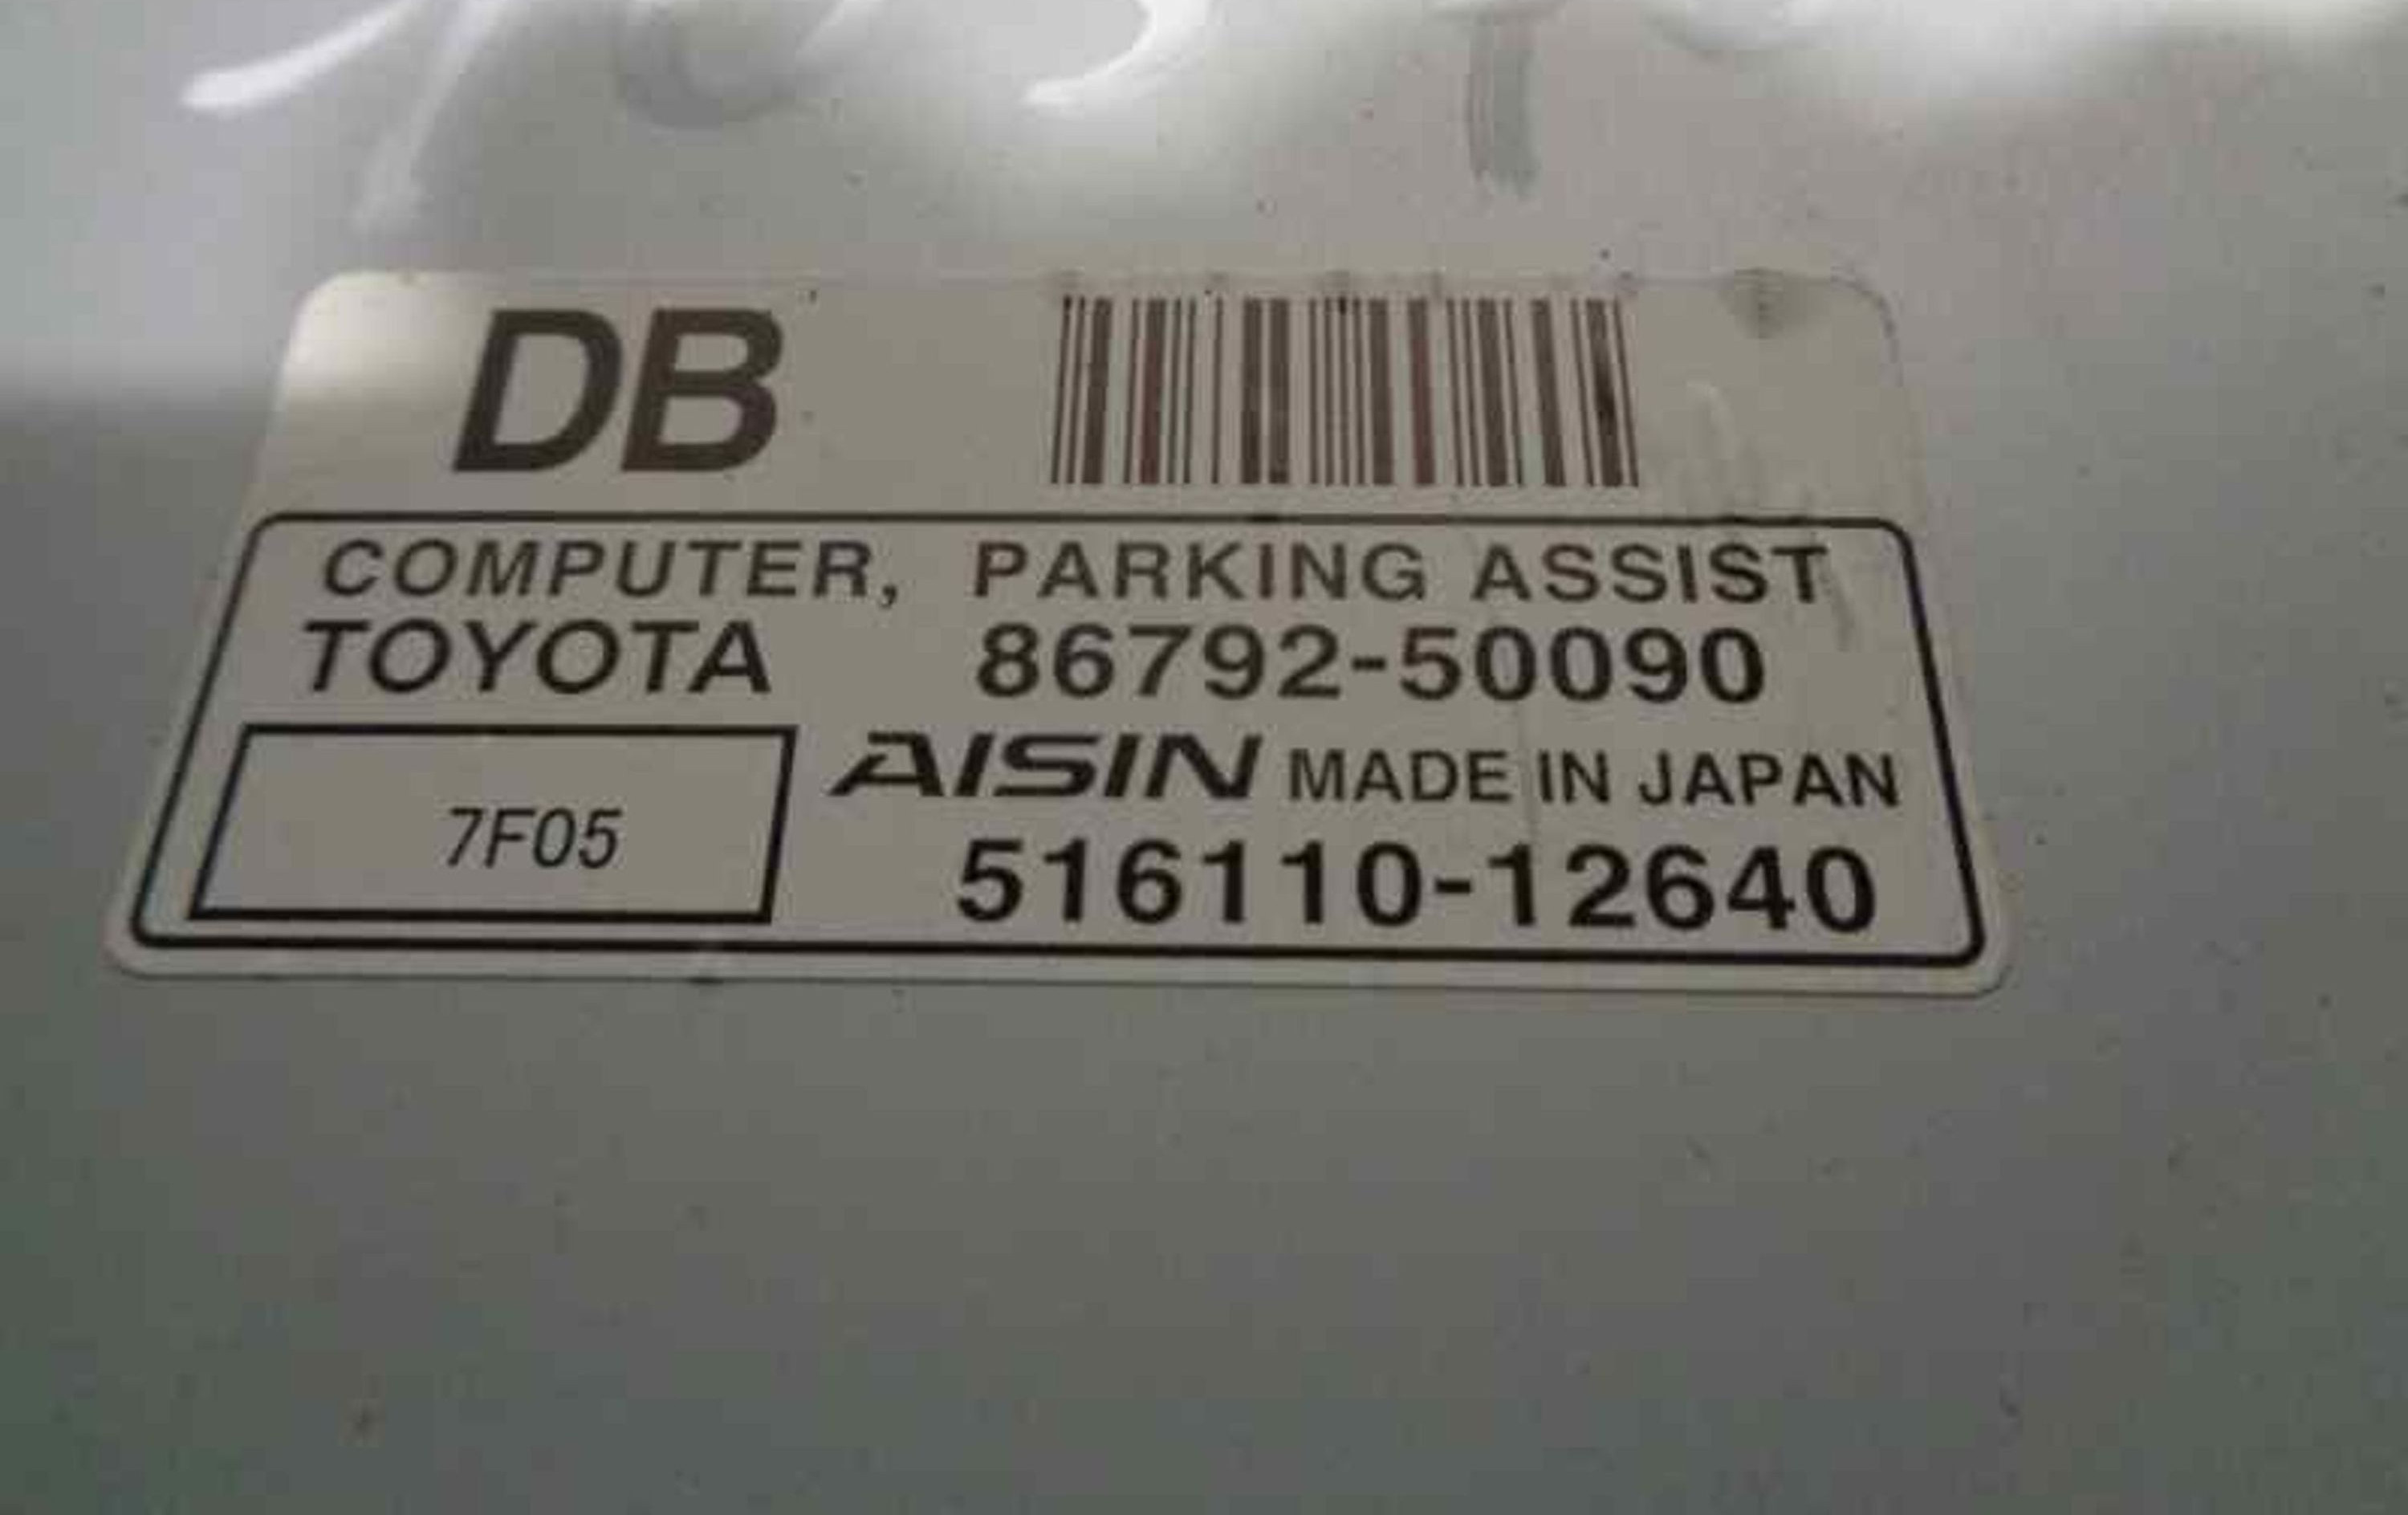 DB
COMPUTER, PARKING ASSIST
TOYOTA 86792-50090
AISIN MADE IN JAPAN
7F05
516110-12640